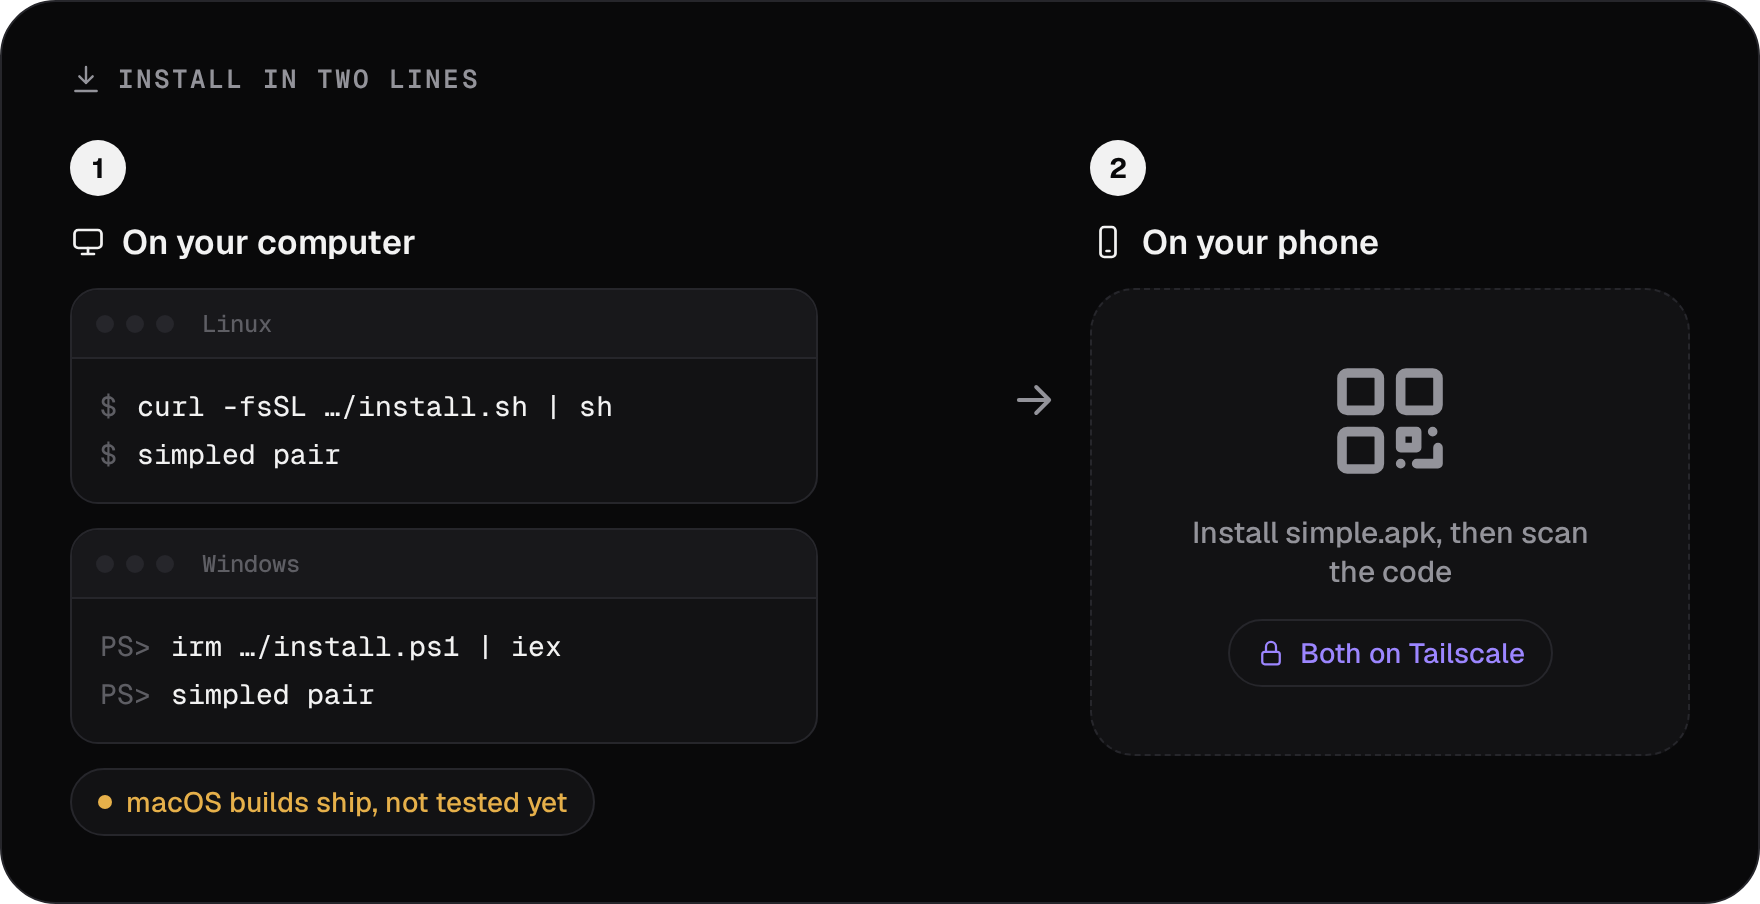 INSTALL IN TWO LINES
1
On your computer
Linux
$ curl -fsSL …/install.sh | sh
$ simpled pair
Windows
PS> irm …/install.ps1 | iex
PS> simpled pair
macOS builds ship, not tested yet
2
On your phone
Install simple.apk, then scan
the code
Both on Tailscale